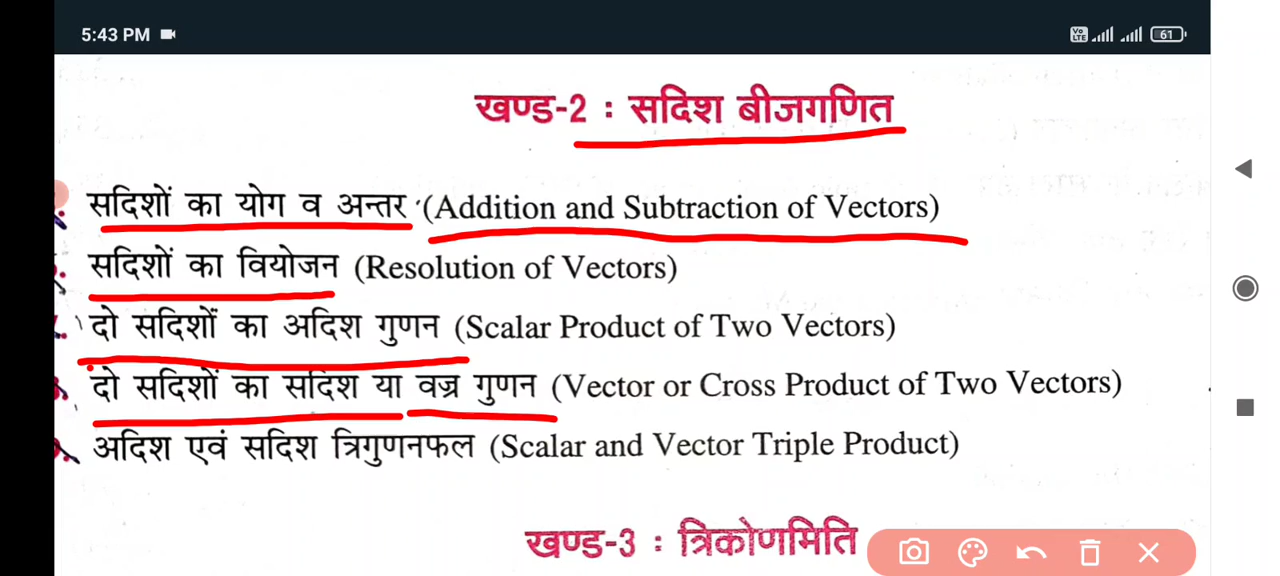 5:43 PM
Vo LTE 61
खण्ड-2 : सदिश बीजगणित
सदिशों का योग व अन्तर (Addition and Subtraction of Vectors)
सदिशों का वियोजन (Resolution of Vectors)
दो सदिशों का अदिश गुणन (Scalar Product of Two Vectors)
दो सदिशों का सदिश या वज्र गुणन (Vector or Cross Product of Two Vectors)
अदिश एवं सदिश त्रिगुणनफल (Scalar and Vector Triple Product)
खण्ड-3 : त्रिकोणमिति